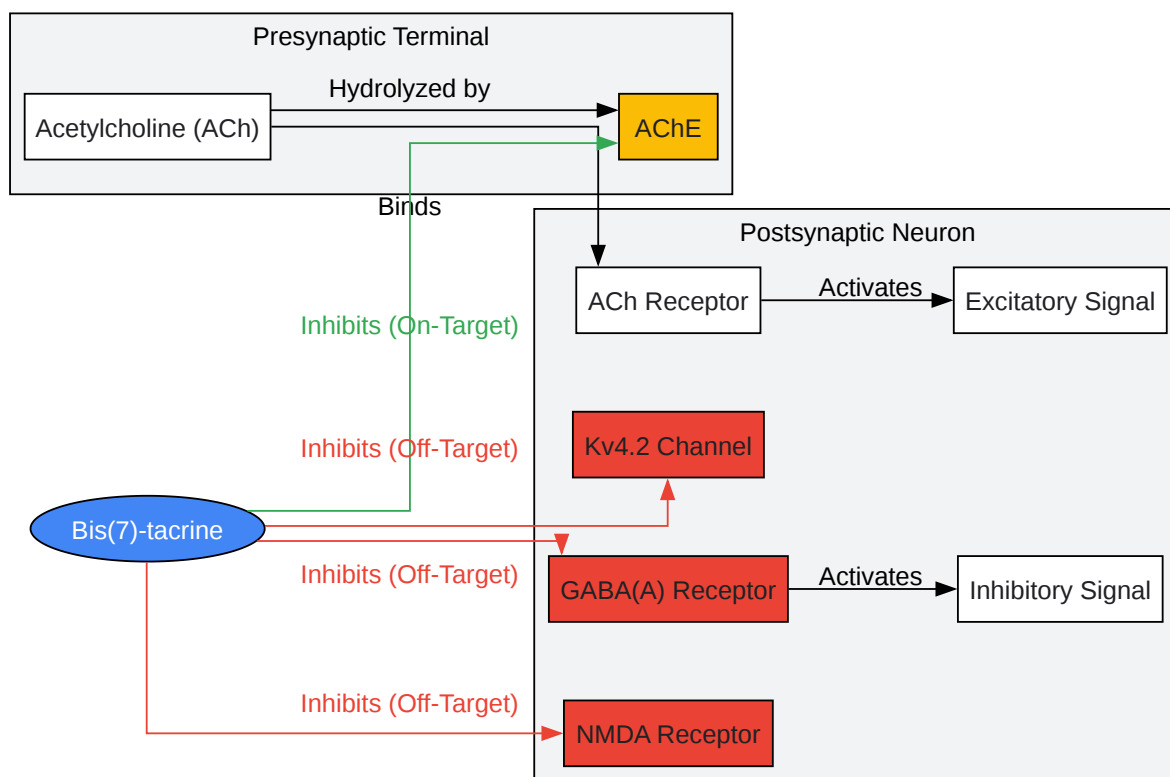 Presynaptic Terminal
Hydrolyzed by
Acetylcholine (ACh)
AChE
Binds
Postsynaptic Neuron
ACh Receptor
Activates
Excitatory Signal
Inhibits (On-Target)
Inhibits (Off-Target)
Kv4.2 Channel
Bis(7)-tacrine
Inhibits (Off-Target)
GABA(A) Receptor
Activates
Inhibitory Signal
Inhibits (Off-Target)
NMDA Receptor